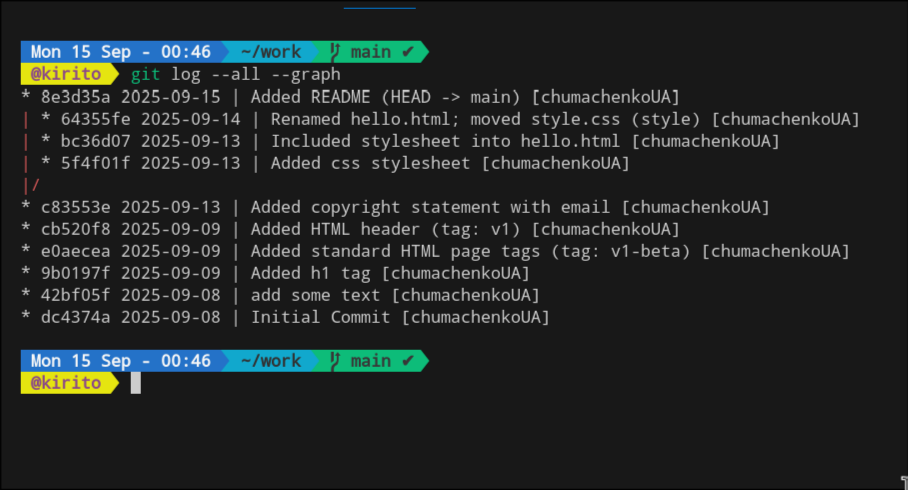 Mon 15 Sep - 00:46 ~/work main ✔
@kirito git log --all --graph
* 8e3d35a 2025-09-15 | Added README (HEAD -> main) [chumachenkoUA]
| * 64355fe 2025-09-14 | Renamed hello.html; moved style.css (style) [chumachenkoUA]
| * bc36d07 2025-09-13 | Included stylesheet into hello.html [chumachenkoUA]
| * 5f4f01f 2025-09-13 | Added css stylesheet [chumachenkoUA]
|/
* c83553e 2025-09-13 | Added copyright statement with email [chumachenkoUA]
* cb520f8 2025-09-09 | Added HTML header (tag: v1) [chumachenkoUA]
* e0aecea 2025-09-09 | Added standard HTML page tags (tag: v1-beta) [chumachenkoUA]
* 9b0197f 2025-09-09 | Added h1 tag [chumachenkoUA]
* 42bf05f 2025-09-08 | add some text [chumachenkoUA]
* dc4374a 2025-09-08 | Initial Commit [chumachenkoUA]
Mon 15 Sep - 00:46 ~/work main ✔
@kirito